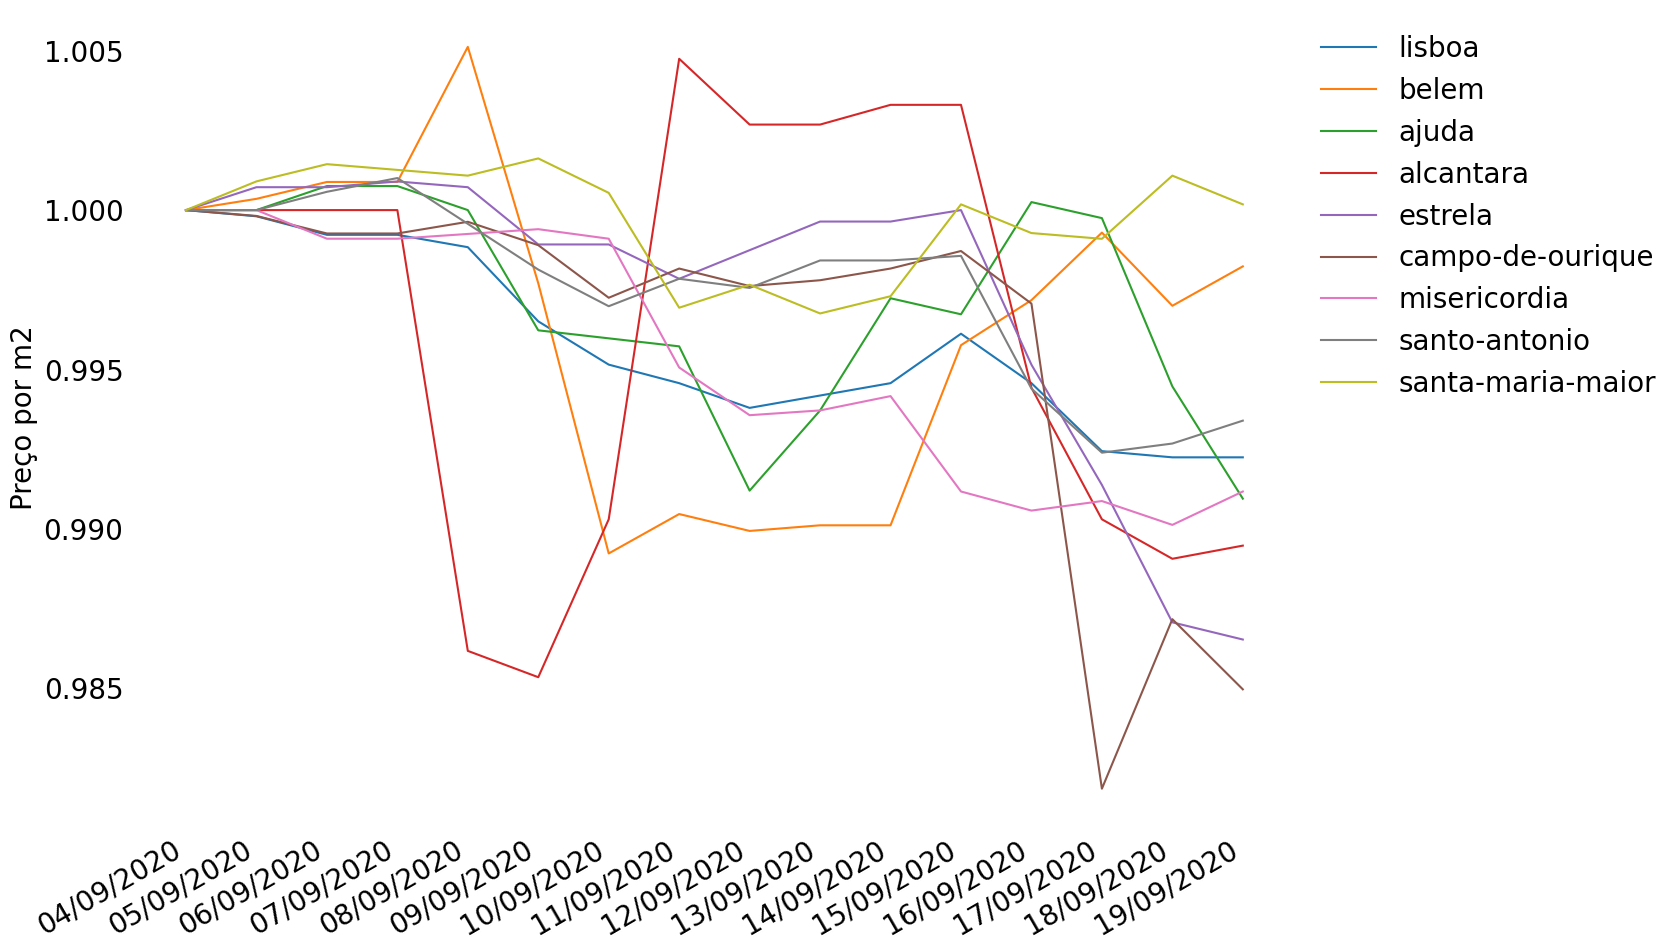 1.005
1.000
0.995
0.990
0.985
Preço por m2
04/09/2020
05/09/2020
06/09/2020
07/09/2020
08/09/2020
09/09/2020
10/09/2020
11/09/2020
12/09/2020
13/09/2020
14/09/2020
15/09/2020
16/09/2020
17/09/2020
18/09/2020
19/09/2020
lisboa
belem
ajuda
alcantara
estrela
campo-de-ourique
misericordia
santo-antonio
santa-maria-maior